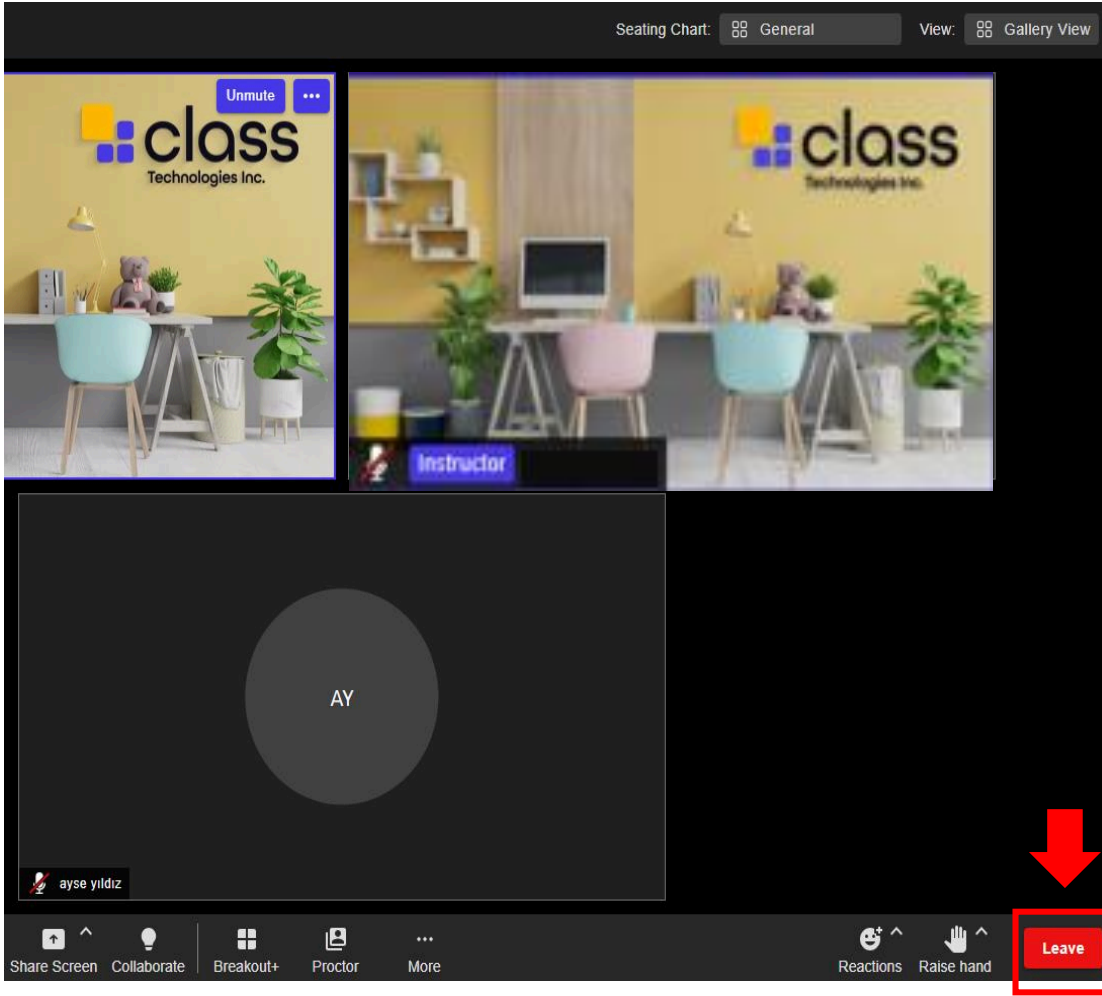 Seating Chart: General View: Gallery View
Unmute ...
class
Technologies Inc.
class
Technologies Inc.
Instructor
AY
ayse yıldız
Share Screen Collaborate Breakout+ Proctor More Reactions Raise hand Leave